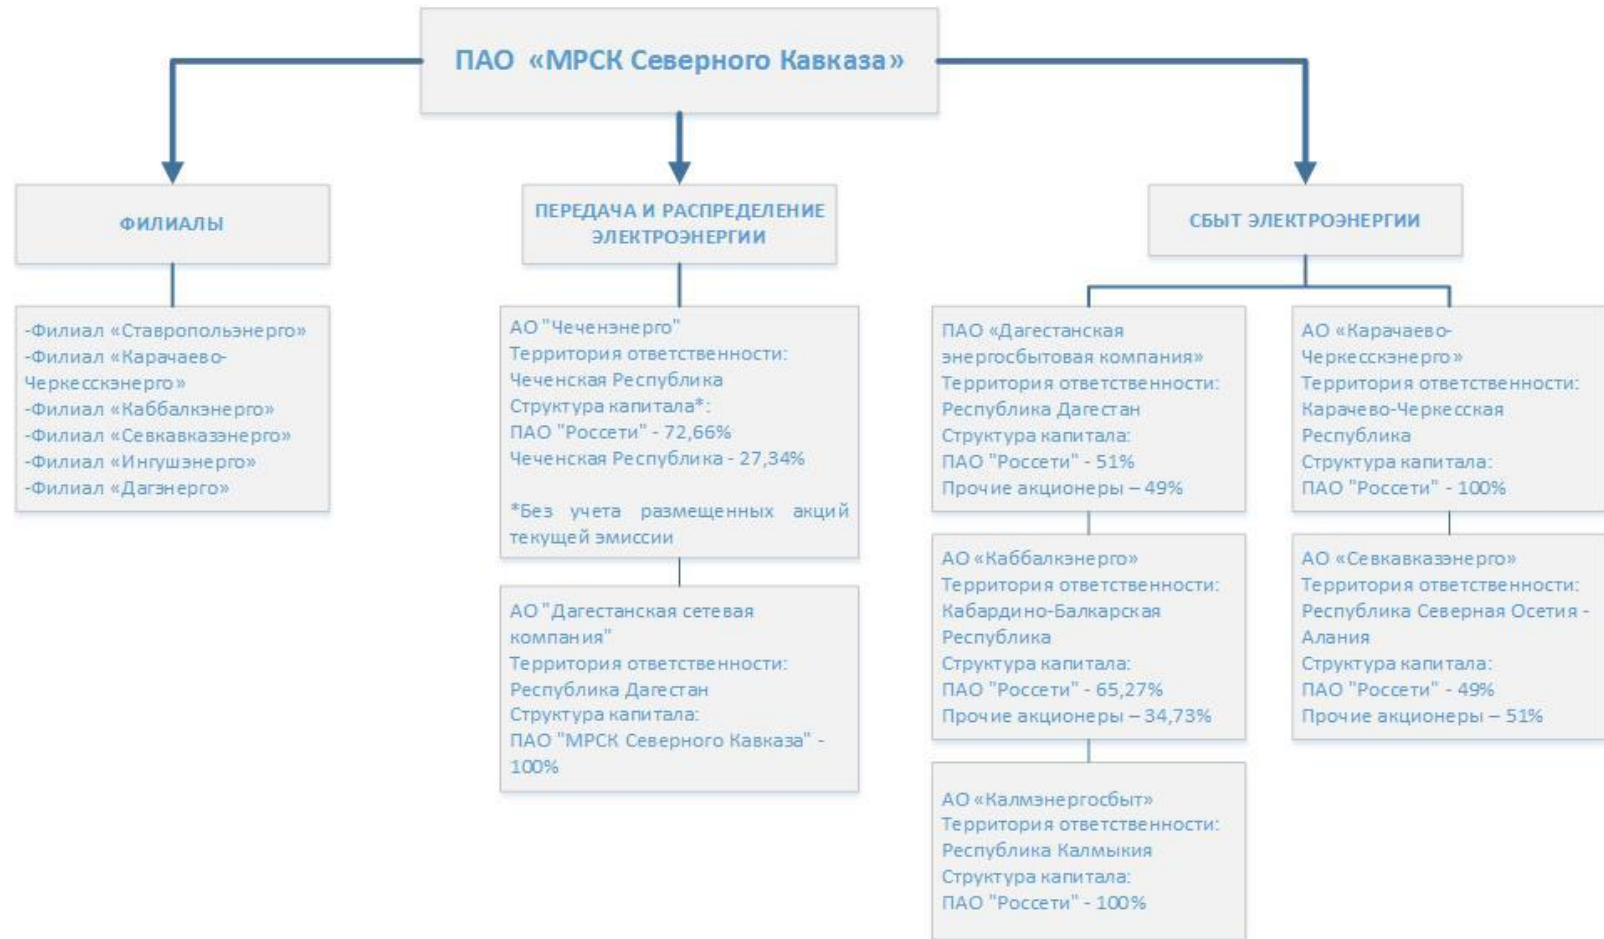 ПАО «МРСК Северного Кавказа»
ФИЛИАЛЫ
-Филиал «Ставропольэнерго»
-Филиал «Карачаево-
Черкесскэнерго»
-Филиал «Каббалкэнерго»
-Филиал «Севкавказэнерго»
-Филиал «Ингушэнерго»
-Филиал «Дагэнерго»
ПЕРЕДАЧА И РАСПРЕДЕЛЕНИЕ
ЭЛЕКТРОЭНЕРГИИ
АО "Чеченэнерго"
Территория ответственности:
Чеченская Республика
Структура капитала*:
ПАО "Россети" - 72,66%
Чеченская Республика - 27,34%
*Без учета размещенных акций
текущей эмиссии
АО "Дагестанская сетевая
компания"
Территория ответственности:
Республика Дагестан
Структура капитала:
ПАО "МРСК Северного Кавказа" -
100%
СБЫТ ЭЛЕКТРОЭНЕРГИИ
ПАО «Дагестанская
энергосбытовая компания»
Территория ответственности:
Республика Дагестан
Структура капитала:
ПАО "Россети" - 51%
Прочие акционеры – 49%
АО «Каббалкэнерго»
Территория ответственности:
Кабардино-Балкарская
Республика
Структура капитала:
ПАО "Россети" - 65,27%
Прочие акционеры – 34,73%
АО «Калмэнергосбыт»
Территория ответственности:
Республика Калмыкия
Структура капитала:
ПАО "Россети" - 100%
АО «Карачаево-
Черкесскэнерго»
Территория ответственности:
Карачево-Черкесская
Республика
Структура капитала:
ПАО "Россети" - 100%
АО «Севкавказэнерго»
Территория ответственности:
Республика Северная Осетия -
Алания
Структура капитала:
ПАО "Россети" - 49%
Прочие акционеры – 51%